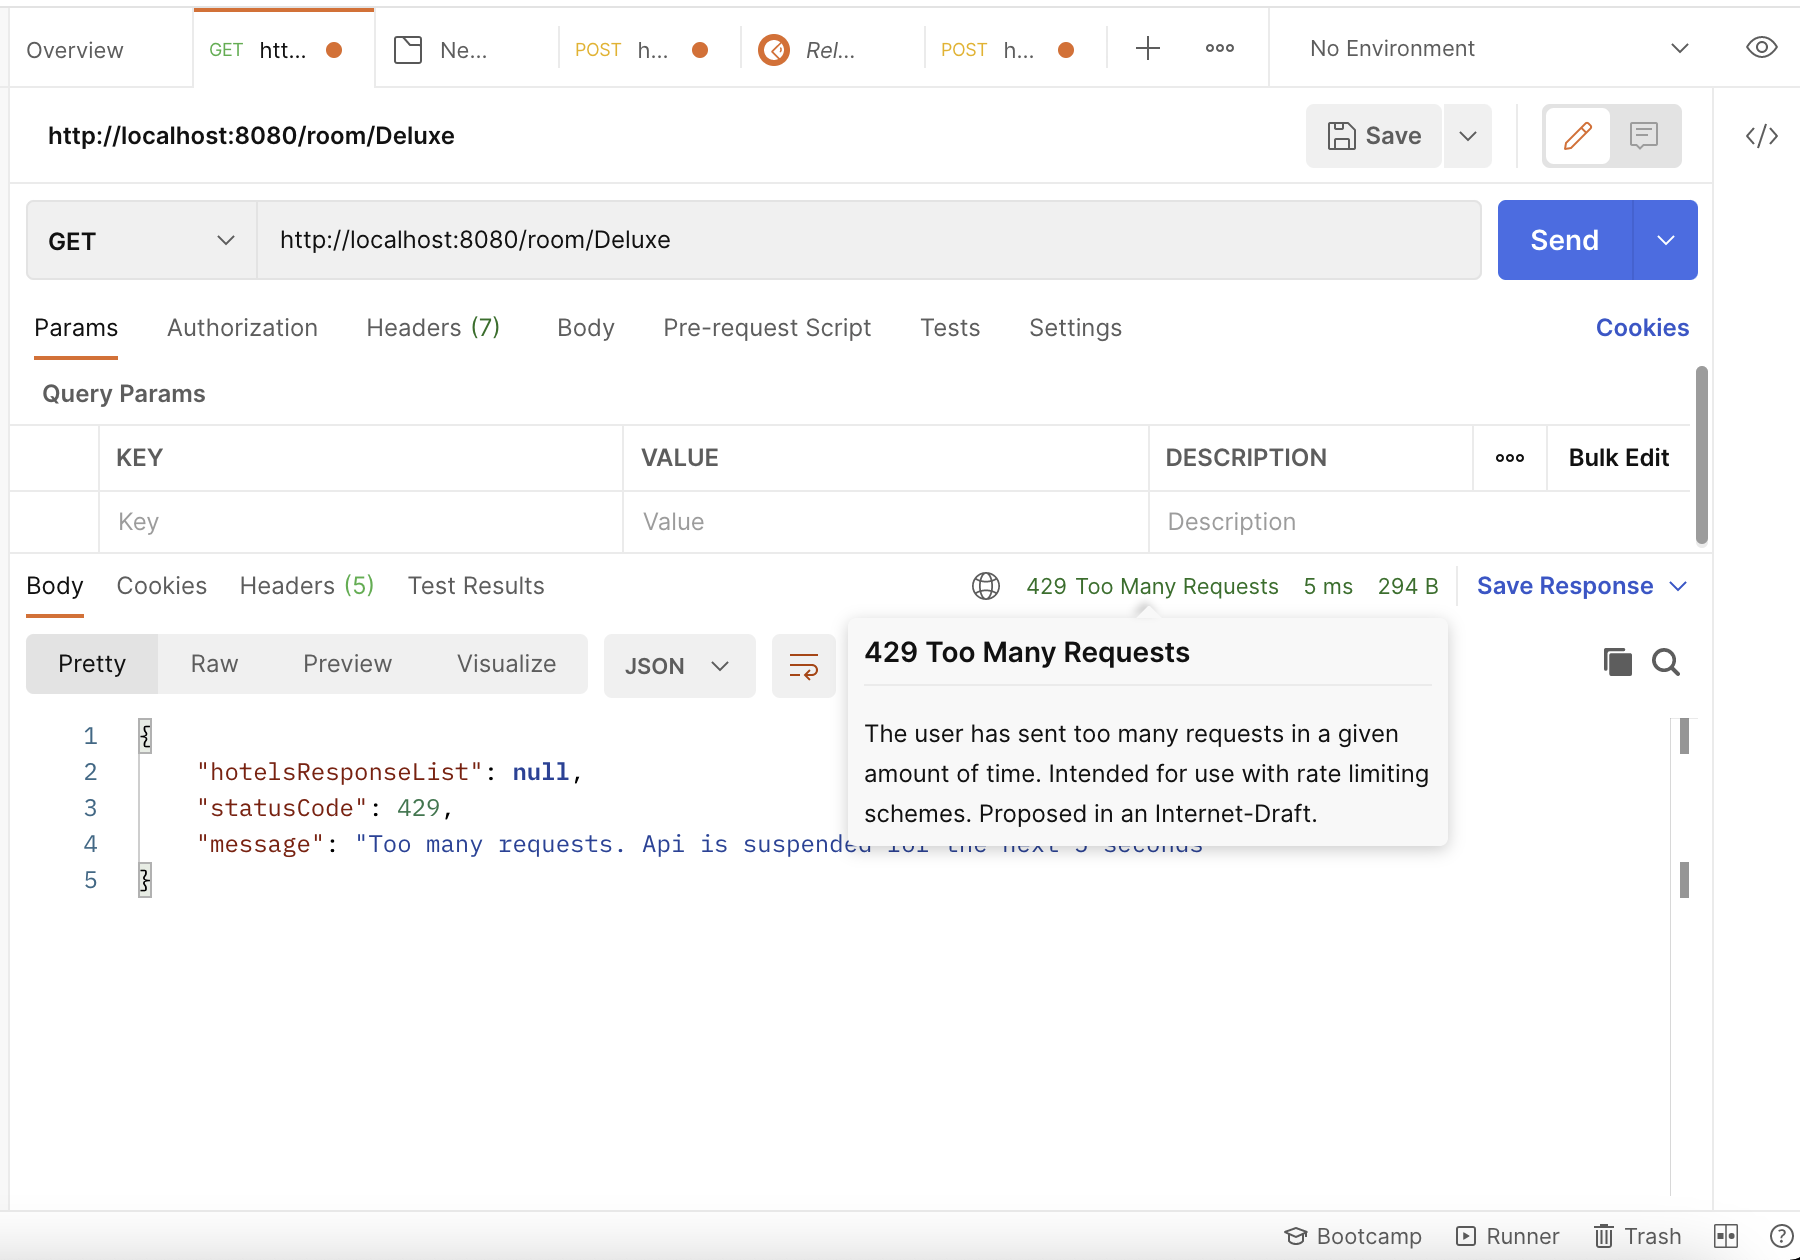 Overview GET htt... Ne... POST h... Rel... POST h... No Environment
http://localhost:8080/room/Deluxe Save
GET http://localhost:8080/room/Deluxe Send
Params Authorization Headers (7) Body Pre-request Script Tests Settings Cookies
Query Params
KEY VALUE DESCRIPTION Bulk Edit
Key Value Description
Body Cookies Headers (5) Test Results 429 Too Many Requests 5 ms 294 B Save Response
Pretty Raw Preview Visualize JSON
429 Too Many Requests
The user has sent too many requests in a given
amount of time. Intended for use with rate limiting
schemes. Proposed in an Internet-Draft.
1 {
2 "hotelsResponseList": null,
3 "statusCode": 429,
4 "message": "Too many requests. Api is suspended for the next 5 seconds
5 }
Bootcamp Runner Trash